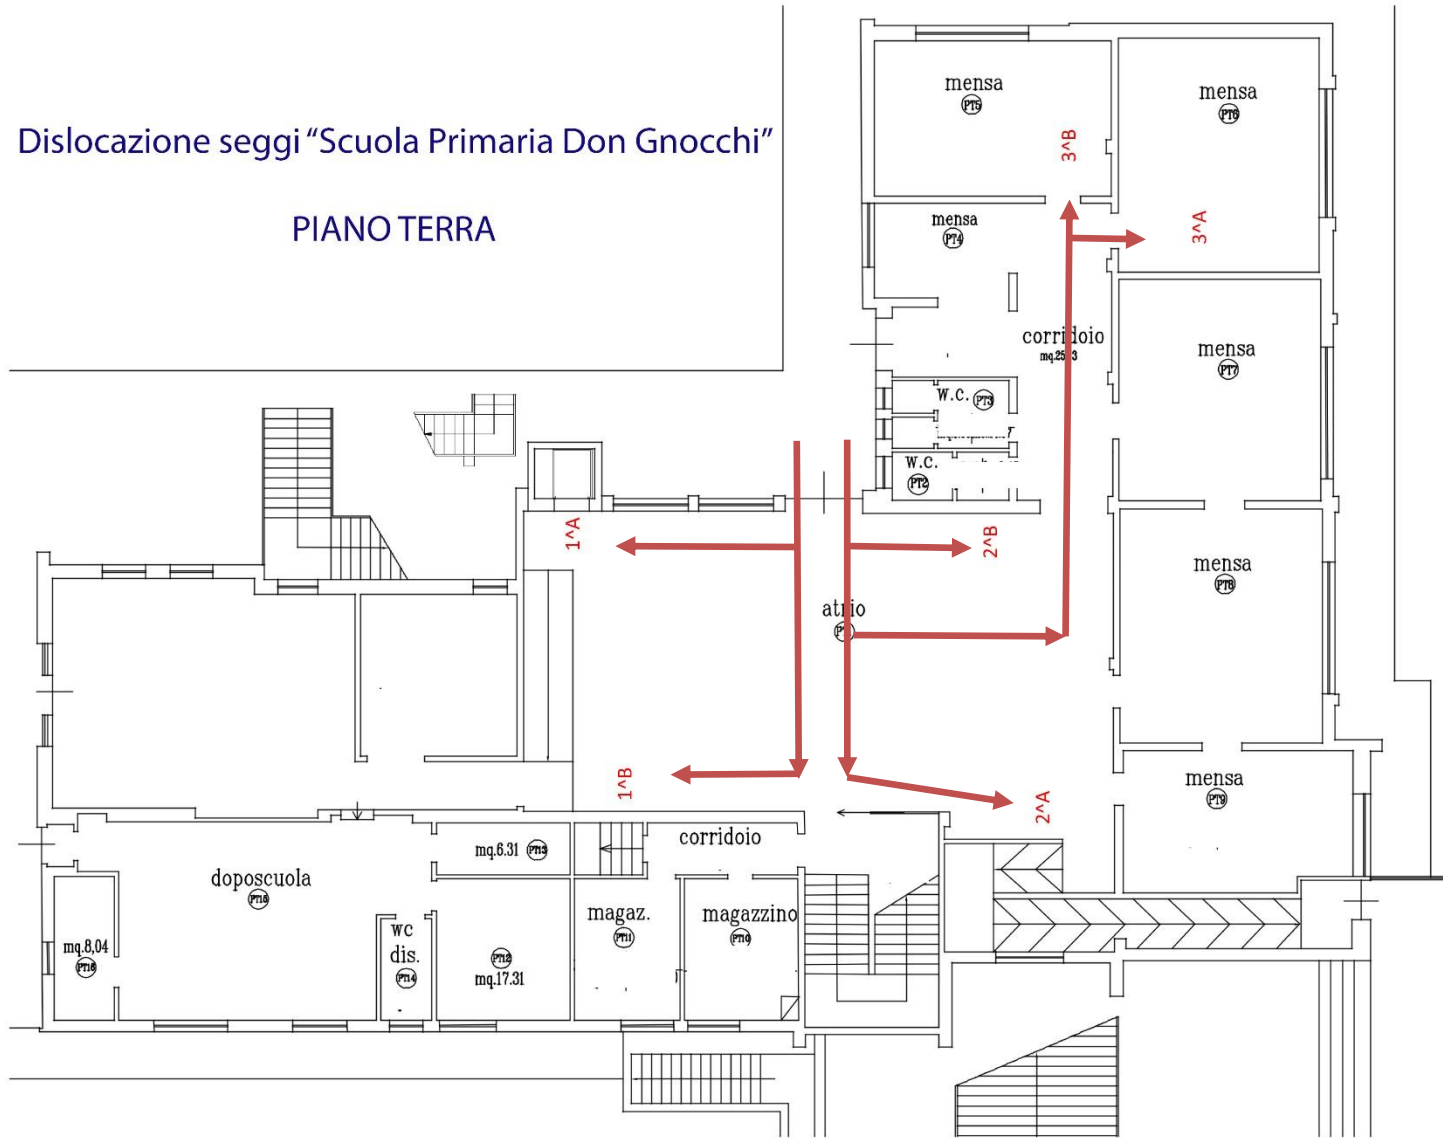 Dislocazione seggi “Scuola Primaria Don Gnocchi”
PIANO TERRA
mensa
PT5
mensa
PT6
3^B
3^A
mensa
PT4
corridoio
mensa
PT7
w.c.
PT3
w.c.
PT2
1^A
2^B
mensa
PT8
atrio
1^B
2^A
mensa
PT9
corridoio
mq.6.31
PT13
doposcuola
PT15
magaz.
PT11
magazzino
PT10
wc
dis.
PT14
mq.8,04
PT16
PT12
mq.17.31